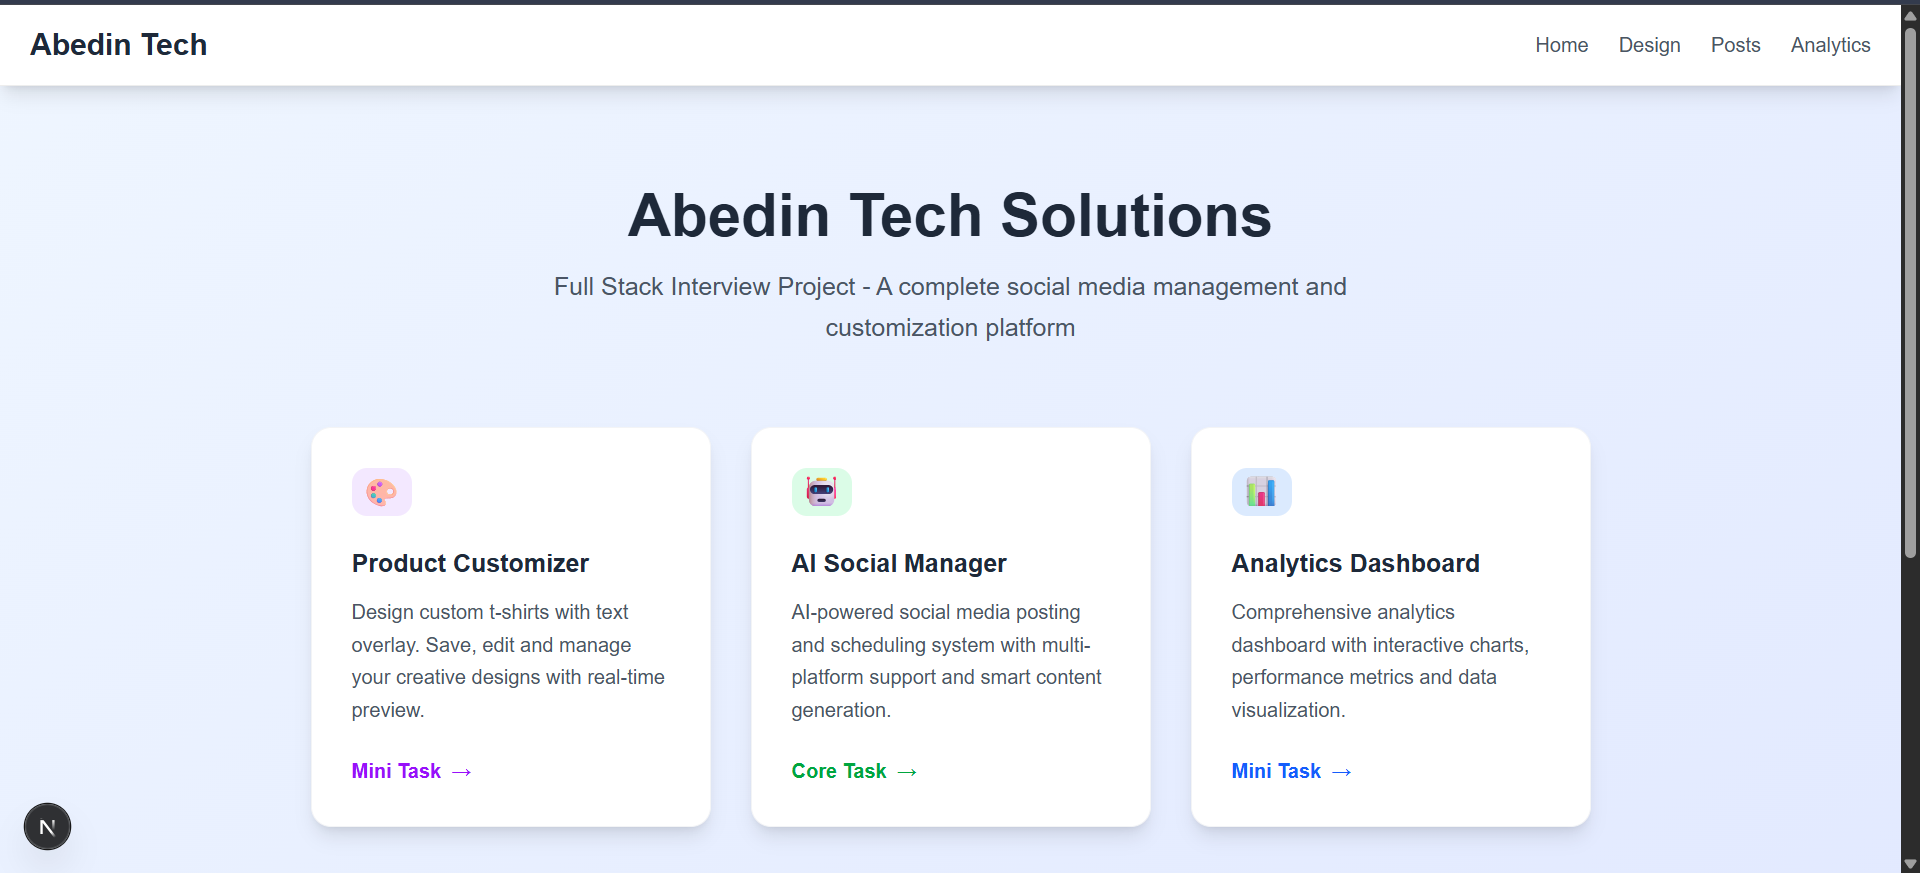 Abedin Tech
Home Design Posts Analytics
Abedin Tech Solutions
Full Stack Interview Project - A complete social media management and
customization platform
Product Customizer
Design custom t-shirts with text
overlay. Save, edit and manage
your creative designs with real-time
preview.
Mini Task →
AI Social Manager
AI-powered social media posting
and scheduling system with multi-
platform support and smart content
generation.
Core Task →
Analytics Dashboard
Comprehensive analytics
dashboard with interactive charts,
performance metrics and data
visualization.
Mini Task →
N